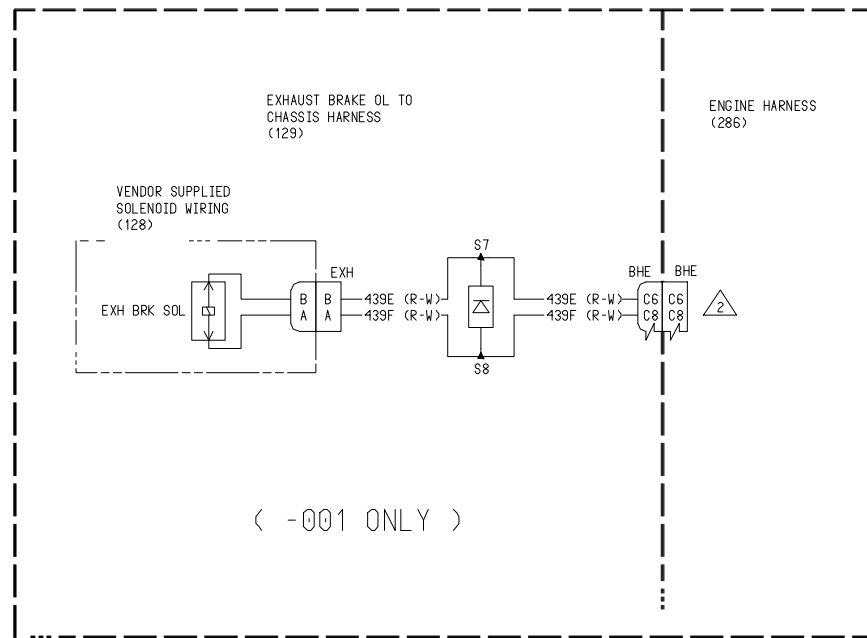 EXHAUST BRAKE OL TO
CHASSIS HARNESS
(129)
ENGINE HARNESS
(286)
VENDOR SUPPLIED
SOLENOID WIRING
(128)
S7
EXH
BHE BHE
EXH BRK SOL
B B 439E (R-W) 439E (R-W) C6 C6
A A 439F (R-W) 439F (R-W) C8 C8
2
S8
( -001 ONLY )